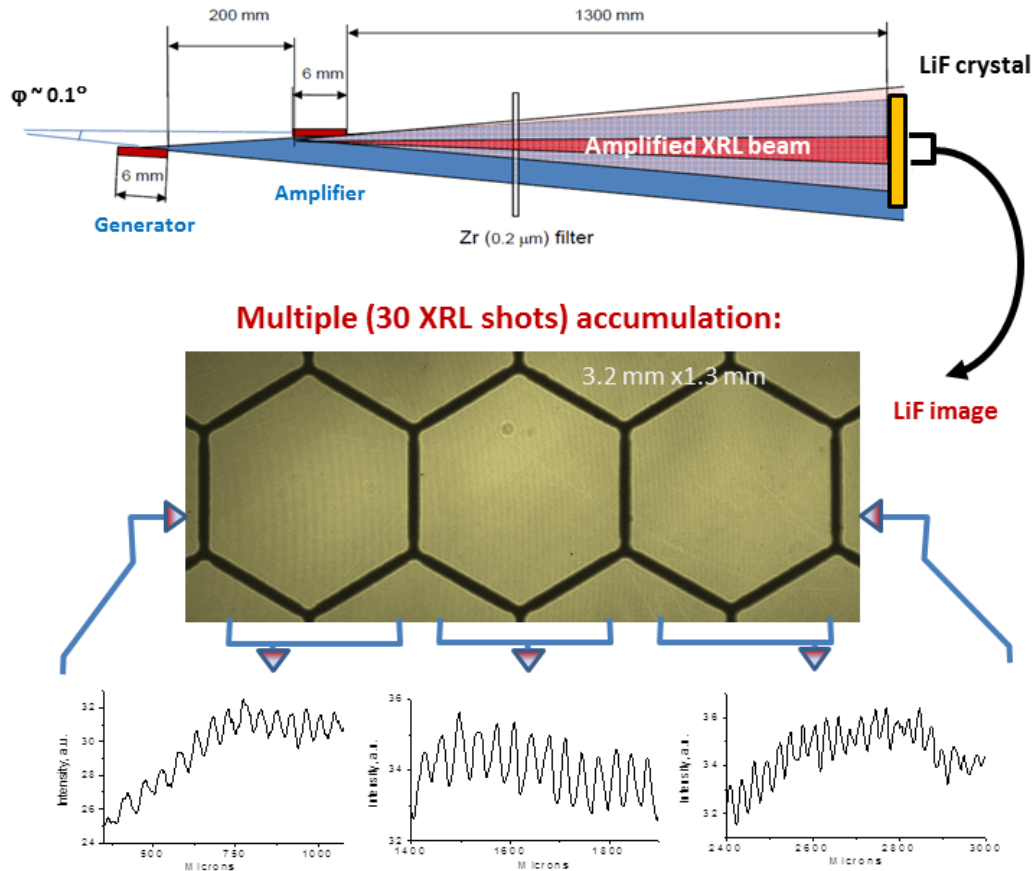 200 mm
1300 mm
6 mm
LiF crystal
φ ~ 0.1°
Amplified XRL beam
6 mm
Amplifier
Generator
Zr (0.2 μm) filter
Multiple (30 XRL shots) accumulation:
3.2 mm x1.3 mm
LiF image
Intensity, a.u.
32
30
28
26
24
500
750
1000
Microns
Intensity, a.u.
36
34
32
1400
1600
1800
Microns
Intensity, a.u.
36
34
32
2400
2600
2800
3000
Microns